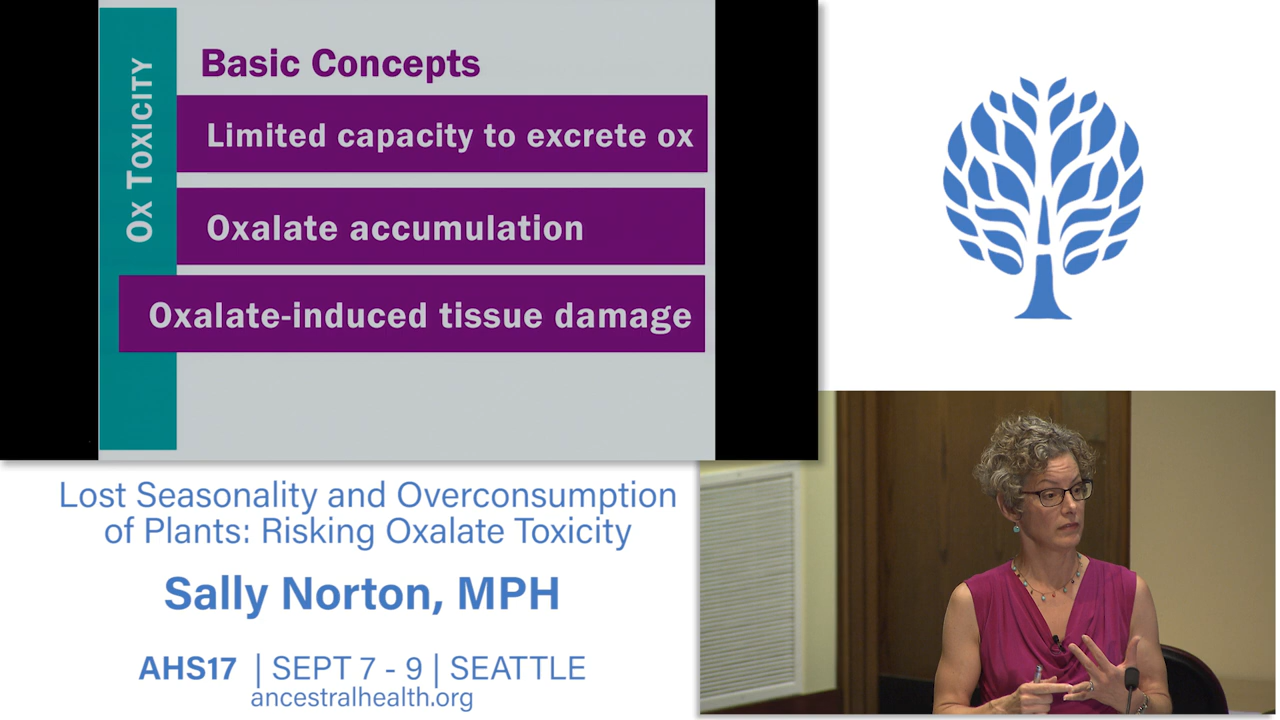 OX TOXICITY
Basic Concepts
Limited capacity to excrete ox
Oxalate accumulation
Oxalate-induced tissue damage
Lost Seasonality and Overconsumption
of Plants: Risking Oxalate Toxicity
Sally Norton, MPH
AHS17 | SEPT 7 - 9 | SEATTLE
ancestralhealth.org